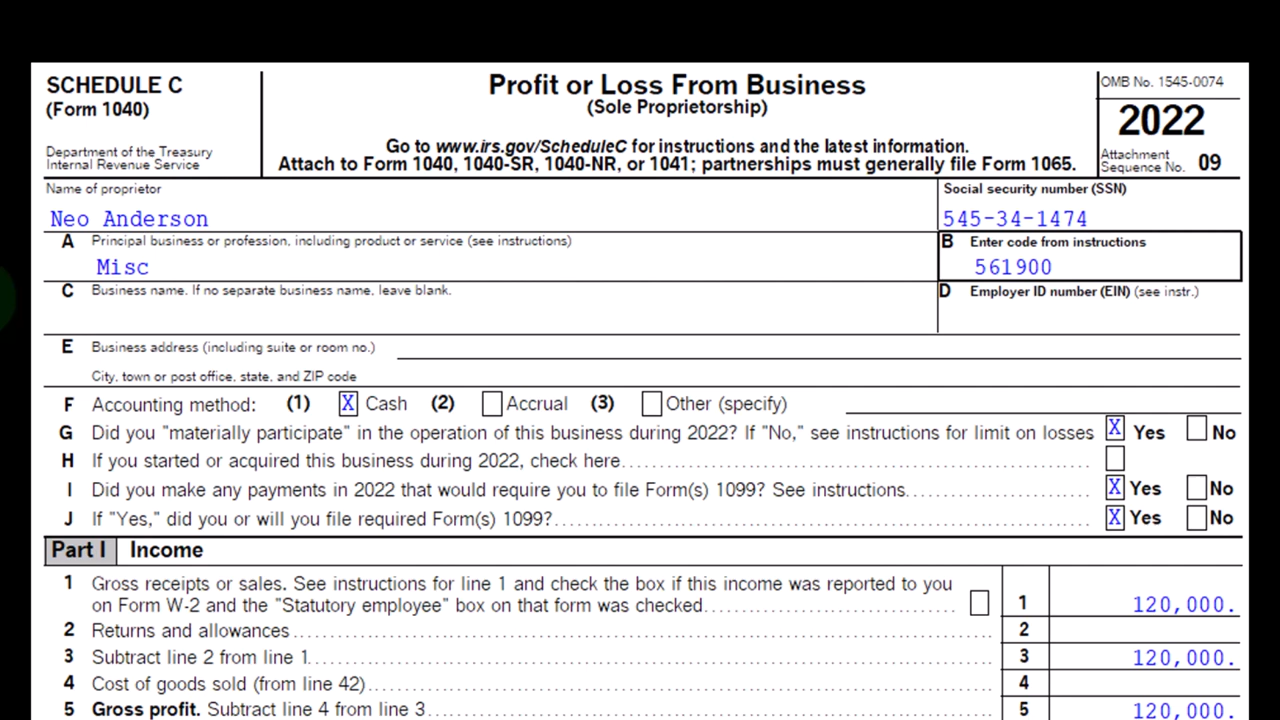 SCHEDULE C
(Form 1040)
Department of the Treasury
Internal Revenue Service
Profit or Loss From Business
(Sole Proprietorship)
Go to www.irs.gov/ScheduleC for instructions and the latest information.
Attach to Form 1040, 1040-SR, 1040-NR, or 1041; partnerships must generally file Form 1065.
OMB No. 1545-0074
2022
Attachment
Sequence No. 09
Name of proprietor
Neo Anderson
Social security number (SSN)
545-34-1474
A Principal business or profession, including product or service (see instructions)
Misc
B Enter code from instructions
561900
C Business name. If no separate business name, leave blank.
D Employer ID number (EIN) (see instr.)
E Business address (including suite or room no.)
City, town or post office, state, and ZIP code
F Accounting method: (1) X Cash (2) Accrual (3) Other (specify)
G Did you "materially participate" in the operation of this business during 2022? If "No," see instructions for limit on losses X Yes No
H If you started or acquired this business during 2022, check here
I Did you make any payments in 2022 that would require you to file Form(s) 1099? See instructions. X Yes No
J If "Yes," did you or will you file required Form(s) 1099? X Yes No
Part I Income
1 Gross receipts or sales. See instructions for line 1 and check the box if this income was reported to you
on Form W-2 and the "Statutory employee" box on that form was checked 1 120,000.
2 Returns and allowances 2
3 Subtract line 2 from line 1 3 120,000.
4 Cost of goods sold (from line 42) 4
5 Gross profit. Subtract line 4 from line 3 5 120,000.